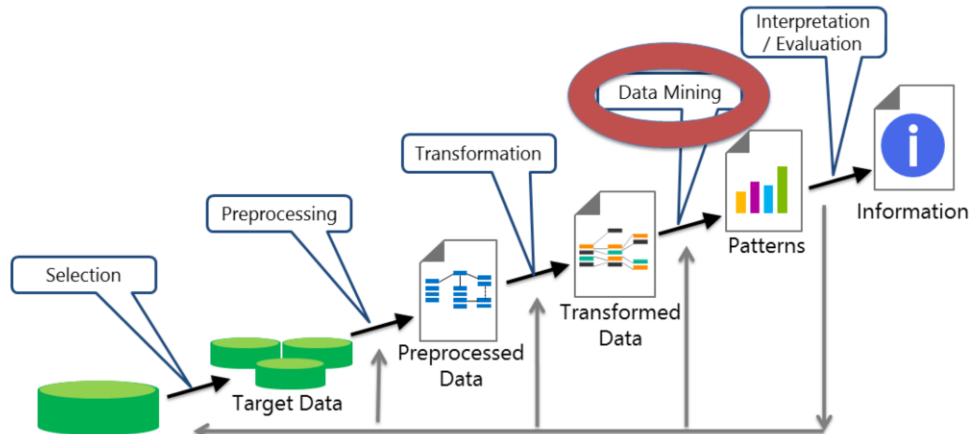 Interpretation
/ Evaluation
Data Mining
Transformation
Preprocessing
Selection
Information
Patterns
Transformed
Data
Preprocessed
Data
Target Data
i